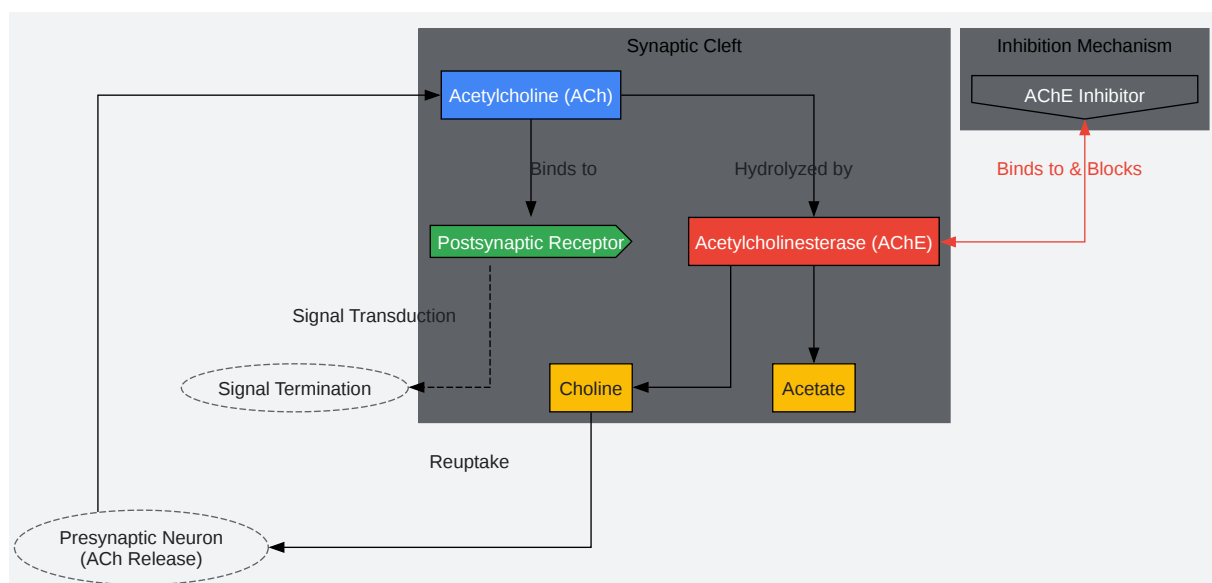 Synaptic Cleft
Inhibition Mechanism
Acetylcholine (ACh)
AChE Inhibitor
Binds to
Hydrolyzed by
Binds to & Blocks
Postsynaptic Receptor
Acetylcholinesterase (AChE)
Signal Transduction
Signal Termination
Choline
Acetate
Reuptake
Presynaptic Neuron
(ACh Release)